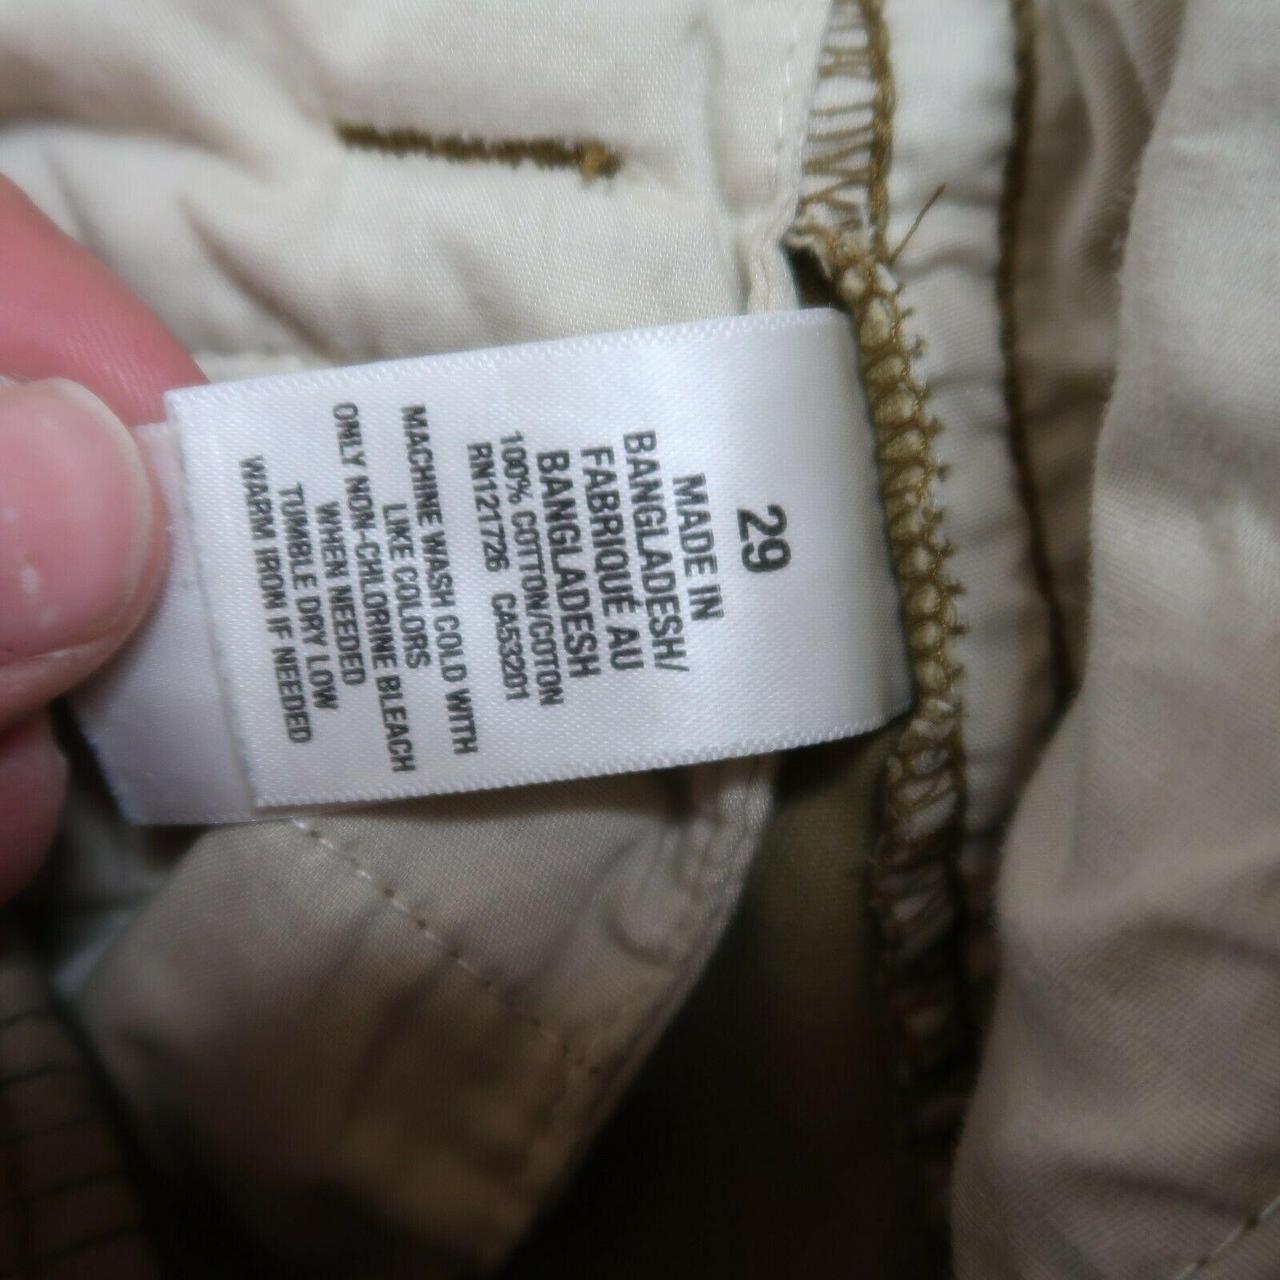 29
MADE IN
BANGLADESH/
FABRIQUÉ AU
BANGLADESH
100% COTTON/COTON
RN121726 CA53201
MACHINE WASH COLD WITH
LIKE COLORS
ONLY NON-CHLORINE BLEACH
WHEN NEEDED
TUMBLE DRY LOW
WARM IRON IF NEEDED